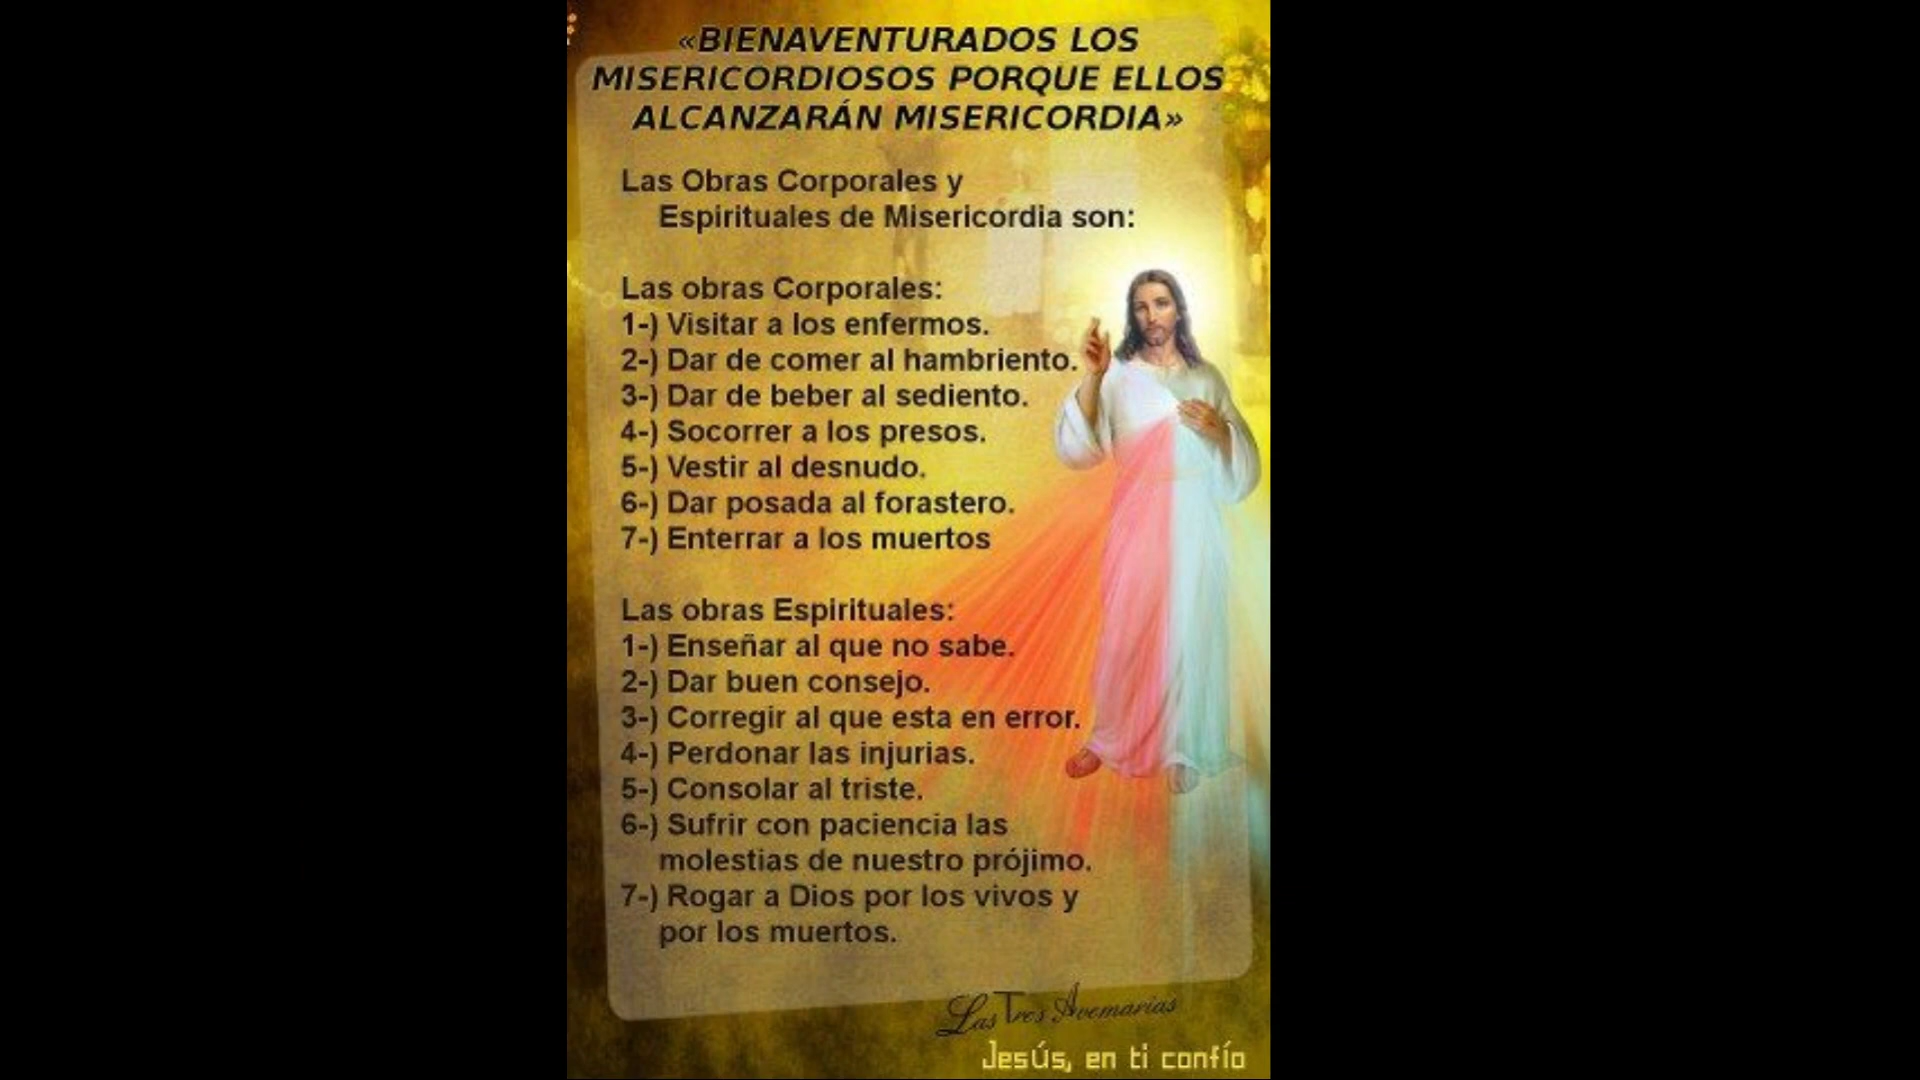 «BIENAVENTURADOS LOS
MISERICORDIOSOS PORQUE ELLOS
ALCANZARÁN MISERICORDIA»
Las Obras Corporales y
Espirituales de Misericordia son:
Las obras Corporales:
1-) Visitar a los enfermos.
2-) Dar de comer al hambriento.
3-) Dar de beber al sediento.
4-) Socorrer a los presos.
5-) Vestir al desnudo.
6-) Dar posada al forastero.
7-) Enterrar a los muertos
Las obras Espirituales:
1-) Enseñar al que no sabe.
2-) Dar buen consejo.
3-) Corregir al que esta en error.
4-) Perdonar las injurias.
5-) Consolar al triste.
6-) Sufrir con paciencia las
molestias de nuestro prójimo.
7-) Rogar a Dios por los vivos y
por los muertos.
Las Tres Avemarías
Jesús, en ti confío